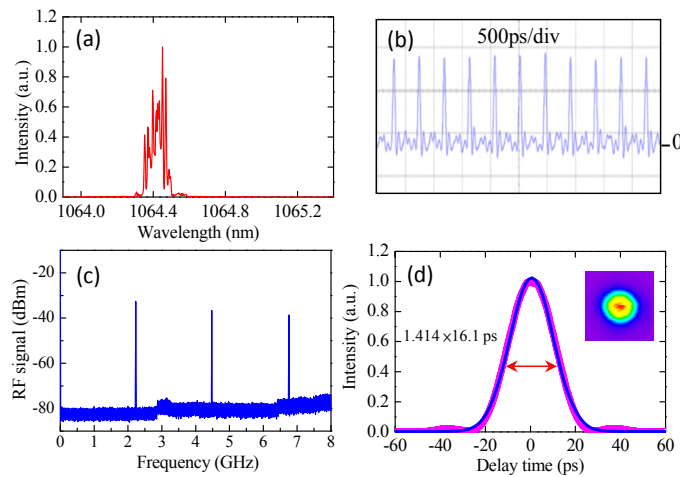 (a)
Intensity (a.u.)
1.2
1.0
0.8
0.6
0.4
0.2
0.0
1064.0 1064.4 1064.8 1065.2
Wavelength (nm)
(b)
500ps/div
0
(c)
RF signal (dBm)
-20
-40
-60
-80
0 1 2 3 4 5 6 7 8
Frequency (GHz)
(d)
Intensity (a.u.)
1.2
1.0
0.8
0.6
0.4
0.2
0.0
1.414 ×16.1 ps
-60 -40 -20 0 20 40 60
Delay time (ps)